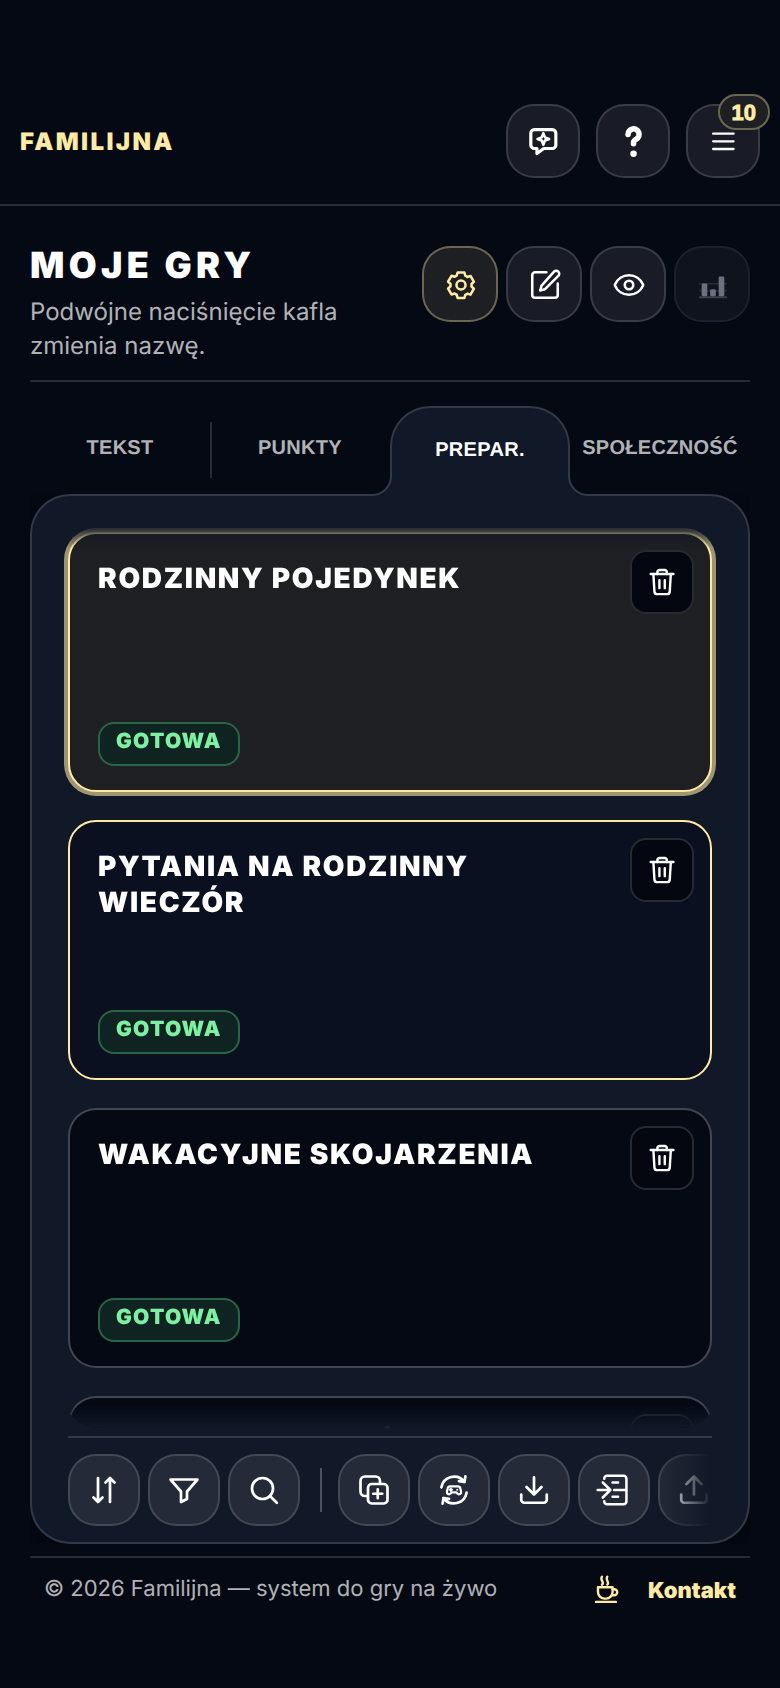 FAMILIJNA
10
MOJE GRY
Podwójne naciśnięcie kafla
zmienia nazwę.
TEKST
PUNKTY
PREPAR.
SPOŁECZNOŚĆ
RODZINNY POJEDYNEK
GOTOWA
PYTANIA NA RODZINNY
WIECZÓR
GOTOWA
WAKACYJNE SKOJARZENIA
GOTOWA
© 2026 Familijna — system do gry na żywo
Kontakt